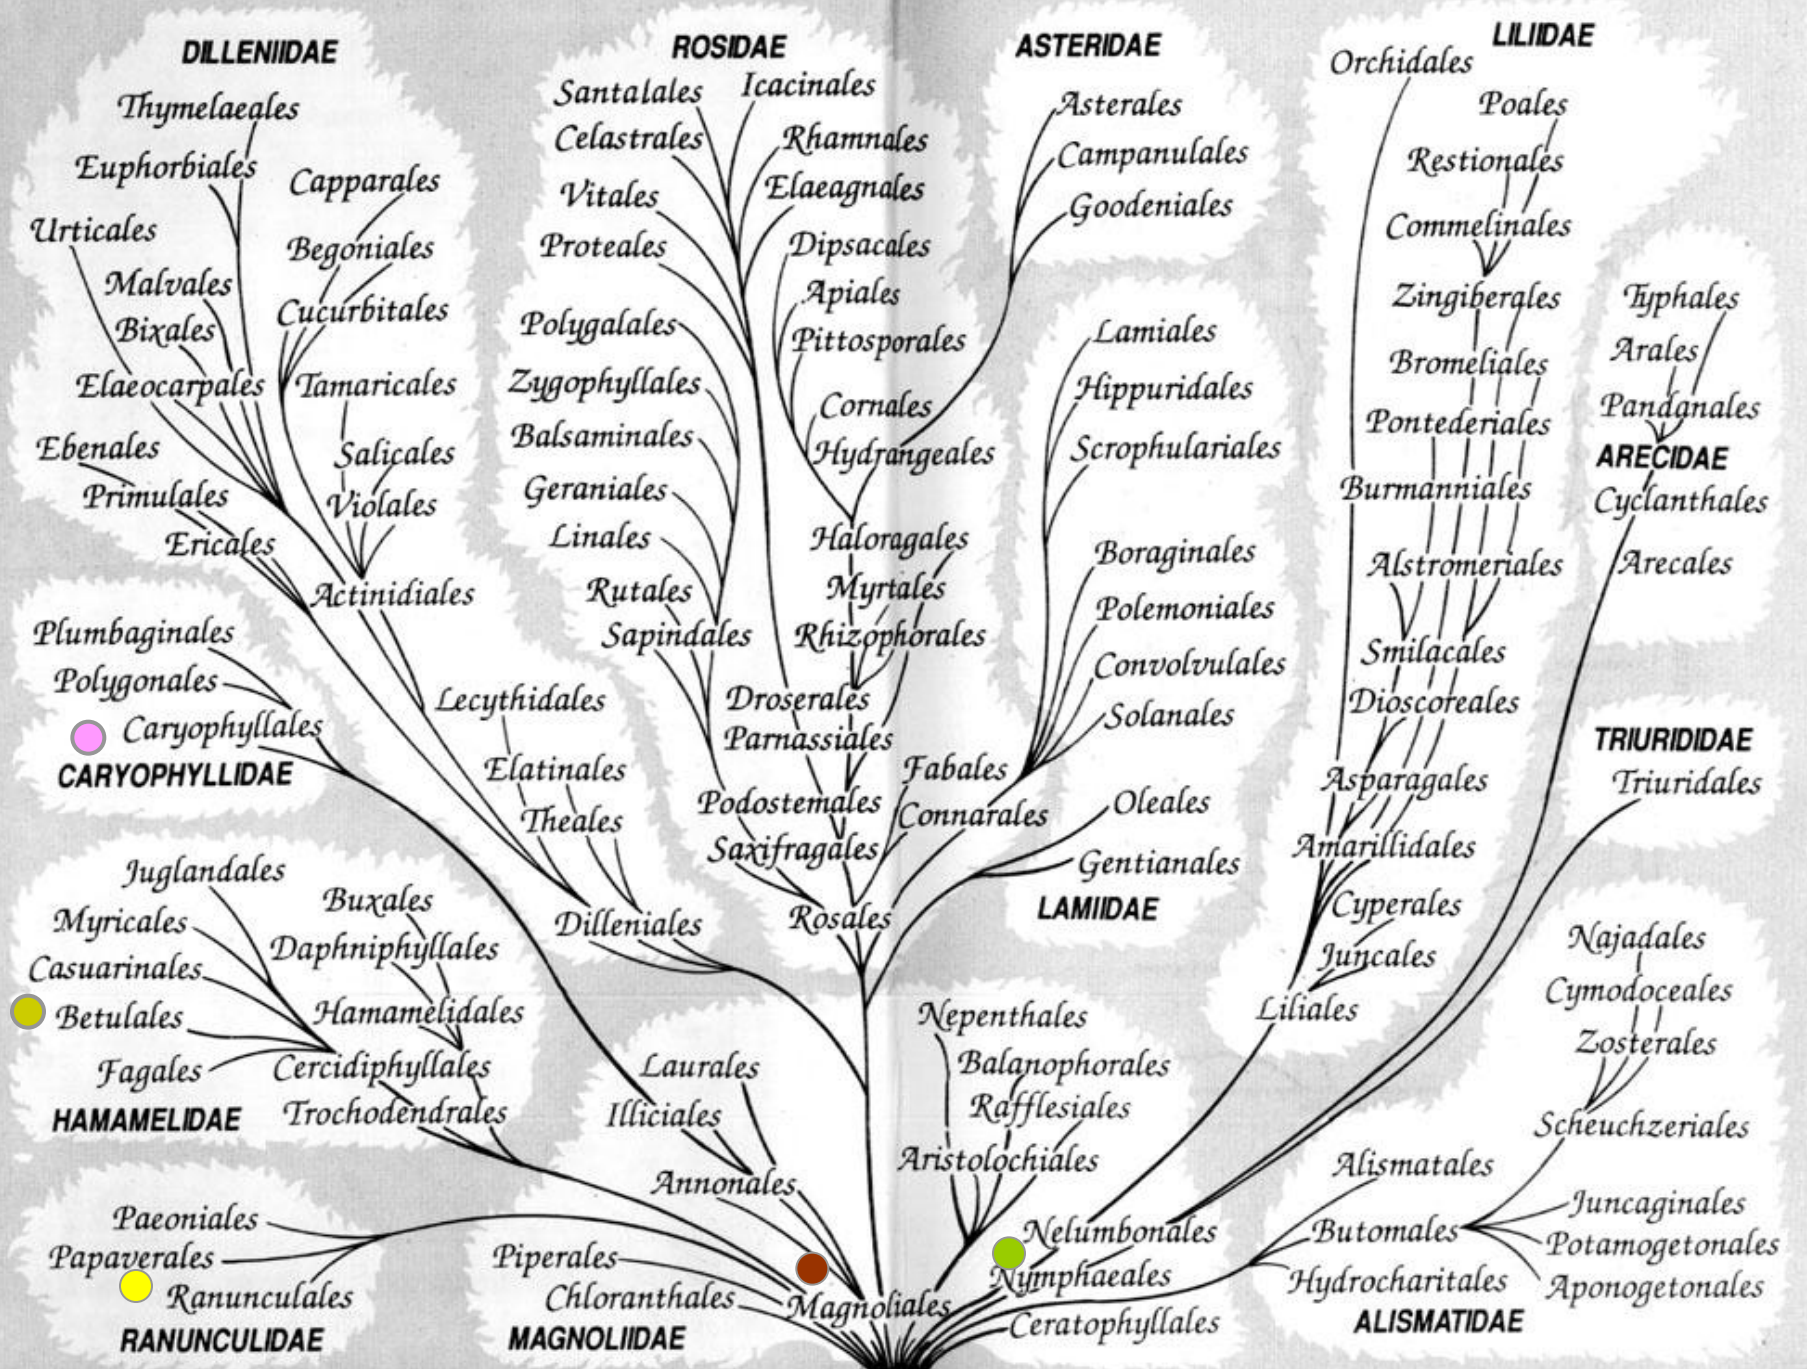 DILLENIIDAE
Thymelaeales
Euphorbiales
Capparales
Urticales
Begoniales
Malvales
Cucurbitales
Bixales
Elaeocarpales
Tamaricales
Ebenales
Salicales
Primulales
Violales
Ericales
Actinidiales
Lecythidales
Elatinales
Theales
Dilleniales
ROSIDAE
Santalales
Icacinales
Celastrales
Rhamnales
Vitales
Elaeagnales
Proteales
Dipsacales
Apiales
Polygalales
Pittosporales
Zygophyllales
Cornales
Balsaminales
Hydrangeales
Geraniales
Linales
Haloragales
Rutales
Myrtales
Sapindales
Rhizophorales
Droserales
Parnassiales
Fabales
Podostemales
Connarales
Saxifragales
Rosales
ASTERIDAE
Asterales
Campanulales
Goodeniales
Lamiales
Hippuridales
Scrophulariales
Boraginales
Polemoniales
Convolvulales
Solanales
Oleales
Gentianales
LAMIIDAE
LILIIDAE
Orchidales
Poales
Restionales
Commelinales
Zingiberales
Bromeliales
Pontederiales
Burmanniales
Alstromeriales
Smilacales
Dioscoreales
Asparagales
Amarillidales
Cyperales
Juncales
Liliales
Typhales
Arales
Pandanales
ARECIDAE
Cyclanthales
Arecales
TRIURIDIDAE
Triuridales
Plumbaginales
Polygonales
Caryophyllales
CARYOPHYLLIDAE
Juglandales
Buxales
Myricales
Daphniphyllales
Casuarinales
Hamamelidales
Betulales
Cercidiphyllales
Fagales
Trochodendrales
HAMAMELIDAE
Paeoniales
Papaverales
Ranunculales
RANUNCULIDAE
Laurales
Illiciales
Annonales
Piperales
Chloranthales
Magnoliales
MAGNOLIIDAE
Nepenthales
Balanophorales
Rafflesiales
Aristolochiales
Nelumbonales
Nymphaeales
Ceratophyllales
Najadales
Cymodoceales
Zosterales
Scheuchzeriales
Alismatales
Juncaginales
Butomales
Potamogetonales
Hydrocharitales
Aponogetonales
ALISMATIDAE